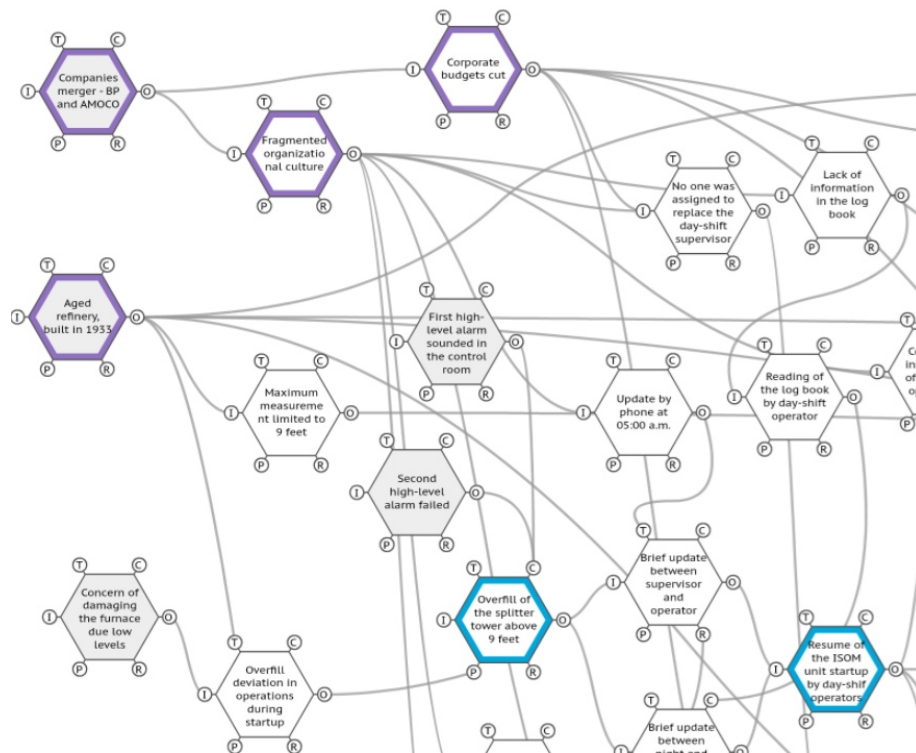 T
C
I
Companies
merger - BP
and AMOCO
O
P
R
T
C
I
Corporate
budgets cut
O
P
R
T
C
I
Fragmented
organizatio
nal culture
O
P
R
T
C
I
No one was
assigned to
replace the
day-shift
supervisor
O
P
R
T
C
I
Lack of
information
in the log
book
O
P
R
T
C
I
Aged
refinery,
built in 1933
O
P
R
T
C
I
First high-
level alarm
sounded in
the control
room
O
P
R
T
C
I
Maximum
measureme
nt limited to
9 feet
O
P
R
T
C
I
Update by
phone at
05:00 a.m.
O
P
R
T
C
I
Reading of
the log book
by day-shift
operator
O
P
R
T
I
P
T
C
I
Second
high-level
alarm failed
O
P
R
T
C
I
Concern of
damaging
the furnace
due low
levels
O
P
R
T
C
I
Overfill of
the splitter
tower above
9 feet
O
P
R
T
C
I
Brief update
between
supervisor
and
operator
O
P
R
T
C
I
Resume of
the ISOM
unit startup
by day-shif
operators
O
P
R
T
C
I
Overfill
deviation in
operations
during
startup
O
P
R
T
C
T
C
I
Brief update
between
O